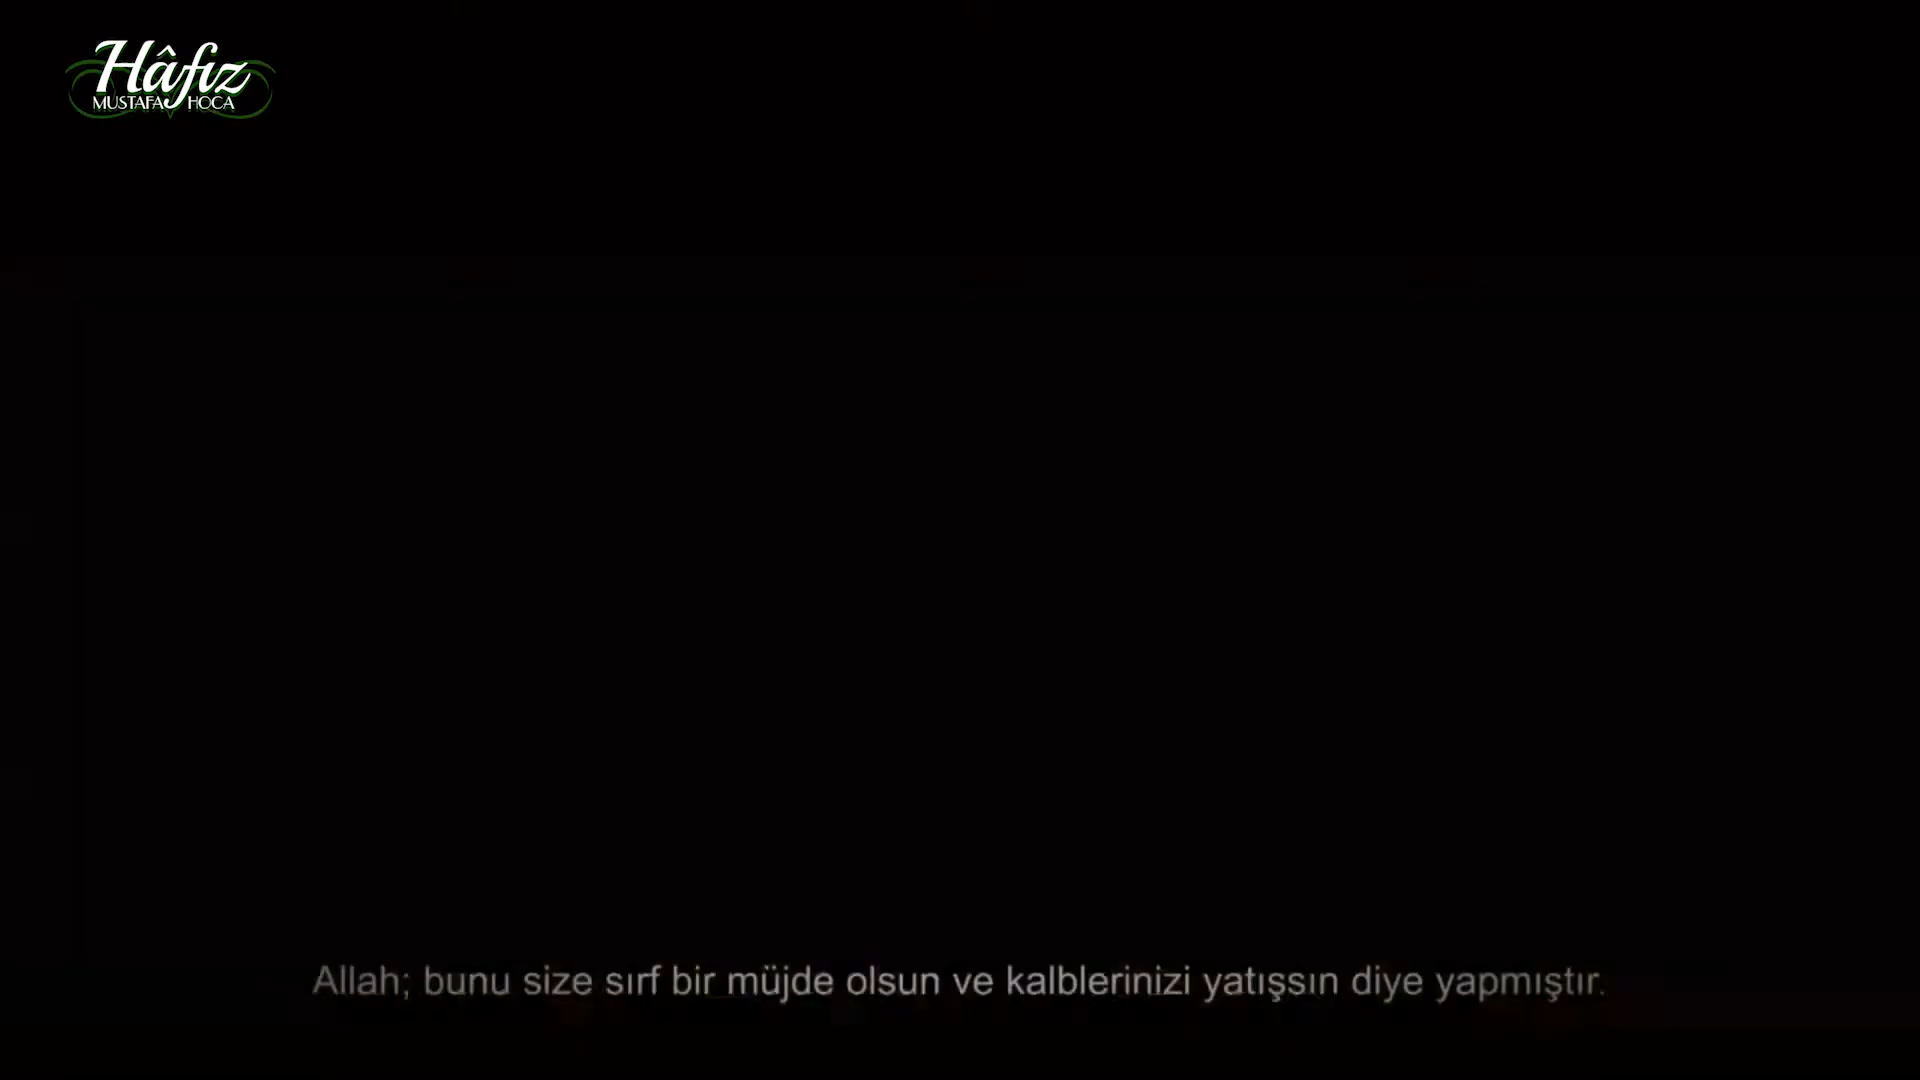 Hâfız
MUSTAFA HOCA
Allah; bunu size sırf bir müjde olsun ve kalblerinizi yatışsın diye yapmıştır.